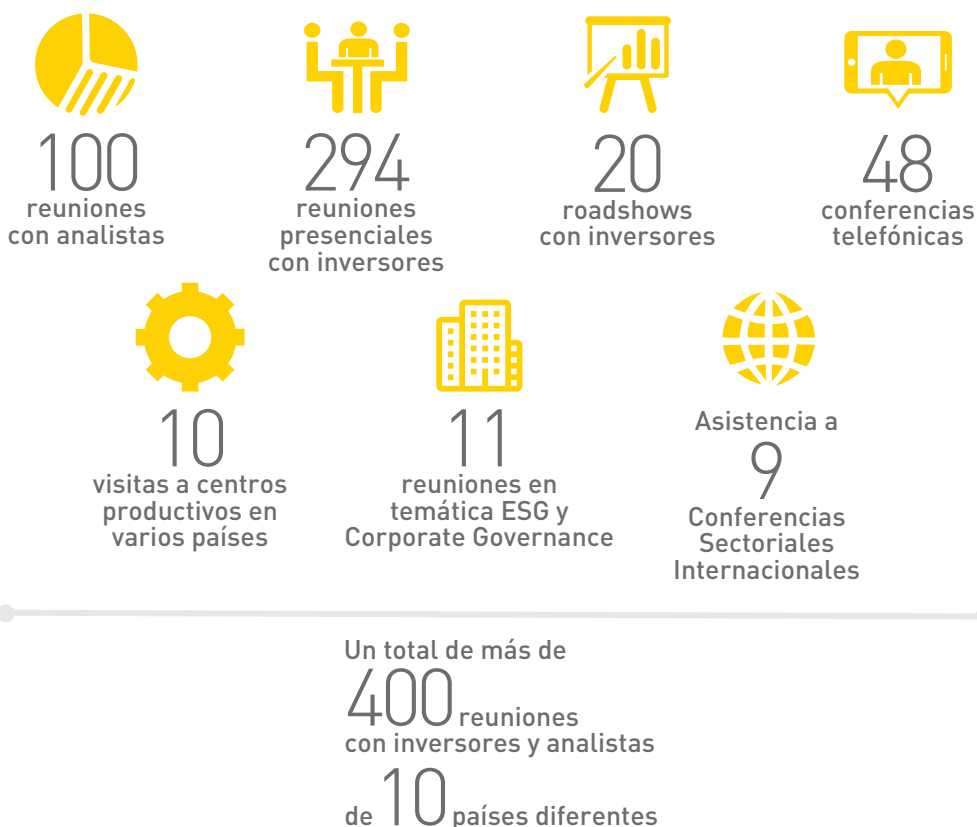 100
reuniones
con analistas
294
reuniones
presenciales
con inversores
20
roadshows
con inversores
48
conferencias
telefónicas
10
visitas a centros
productivos en
varios países
11
reuniones en
temática ESG y
Corporate Governance
Asistencia a
9
Conferencias
Sectoriales
Internacionales
Un total de más de
400 reuniones
con inversores y analistas
de 10 países diferentes